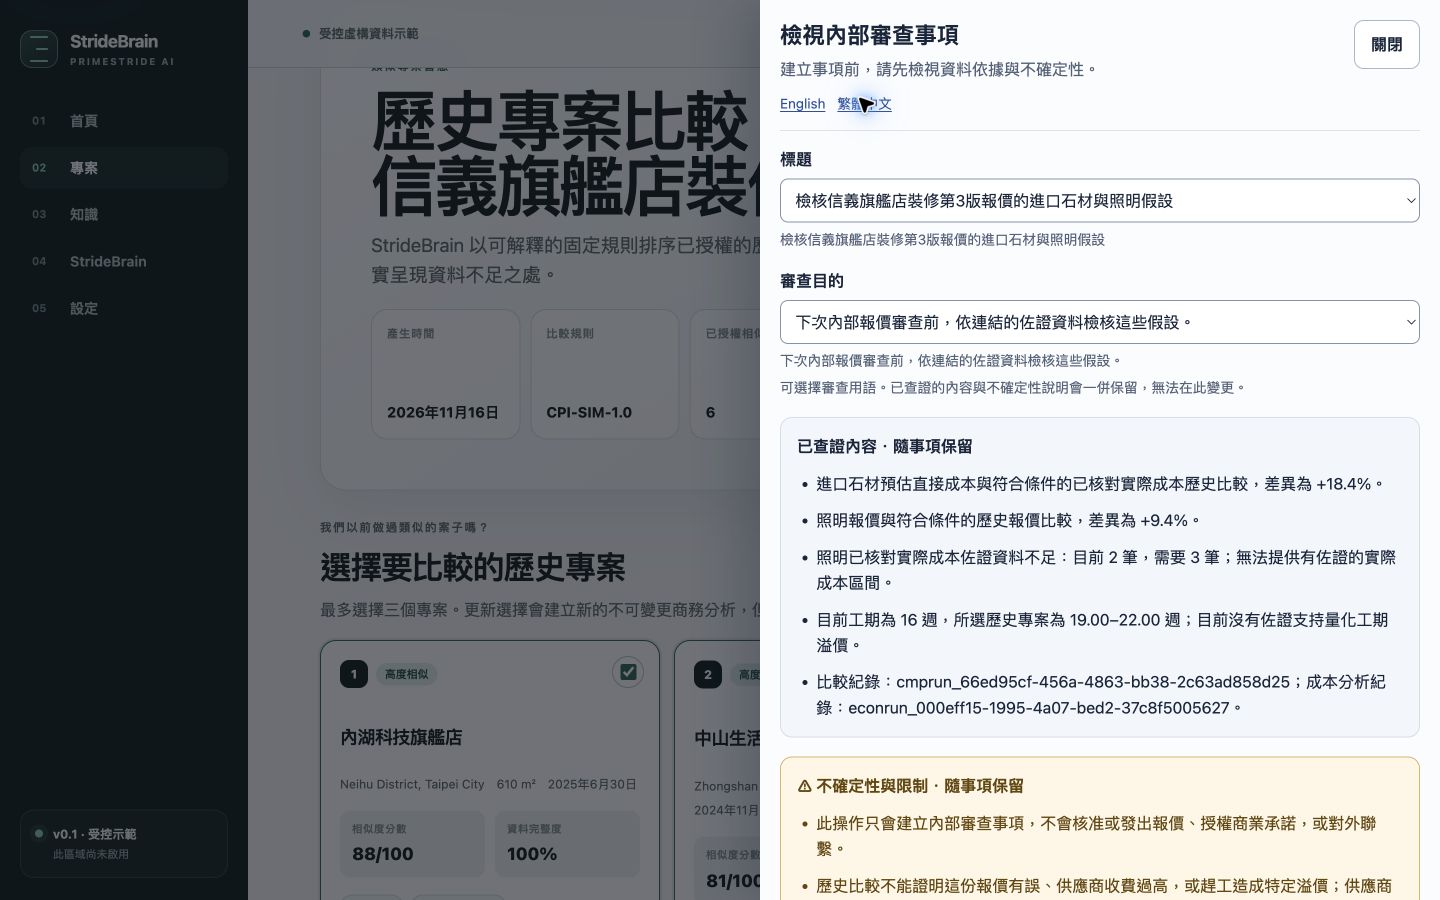 StrideBrain
PRIMESTRIDE AI
01 首頁
02 專案
03 知識
04 StrideBrain
05 設定
v0.1 · 受控示範
此區域尚未啟用
受控虛構資料示範
歷史專案比較
信義旗艦店裝
StrideBrain 以可解釋的固定規則排序已授權的
實呈現資料不足之處。
產生時間
2026年11月16日
比較規則
CPI-SIM-1.0
已授權相
6
我們以前做過類似的案子嗎？
選擇要比較的歷史專案
最多選擇三個專案。更新選擇會建立新的不可變更商務分析，
1 高度相似
內湖科技旗艦店
Neihu District, Taipei City 610 m² 2025年6月30日
相似度分數
88/100
資料完整度
100%
2 高度
中山生活
Zhongshan
2024年11月
相似度分數
81/100
檢視內部審查事項
關閉
建立事項前，請先檢視資料依據與不確定性。
English 繁體中文
標題
檢核信義旗艦店裝修第3版報價的進口石材與照明假設
檢核信義旗艦店裝修第3版報價的進口石材與照明假設
審查目的
下次內部報價審查前，依連結的佐證資料檢核這些假設。
下次內部報價審查前，依連結的佐證資料檢核這些假設。
可選擇審查用語。已查證的內容與不確定性說明會一併保留，無法在此變更。
已查證內容 · 隨事項保留
• 進口石材預估直接成本與符合條件的已核對實際成本歷史比較，差異為 +18.4%。
• 照明報價與符合條件的歷史報價比較，差異為 +9.4%。
• 照明已核對實際成本佐證資料不足：目前 2 筆，需要 3 筆；無法提供有佐證的實際
成本區間。
• 目前工期為 16 週，所選歷史專案為 19.00–22.00 週；目前沒有佐證支持量化工期
溢價。
• 比較紀錄：cmprun_66ed95cf-456a-4863-bb38-2c63ad858d25；成本分析紀
錄：econrun_000eff15-1995-4a07-bed2-37c8f5005627。
⚠ 不確定性與限制 · 隨事項保留
• 此操作只會建立內部審查事項，不會核准或發出報價、授權商業承諾，或對外聯
繫。
• 歷史比較不能證明這份報價有誤、供應商收費過高，或趕工造成特定溢價；供應商